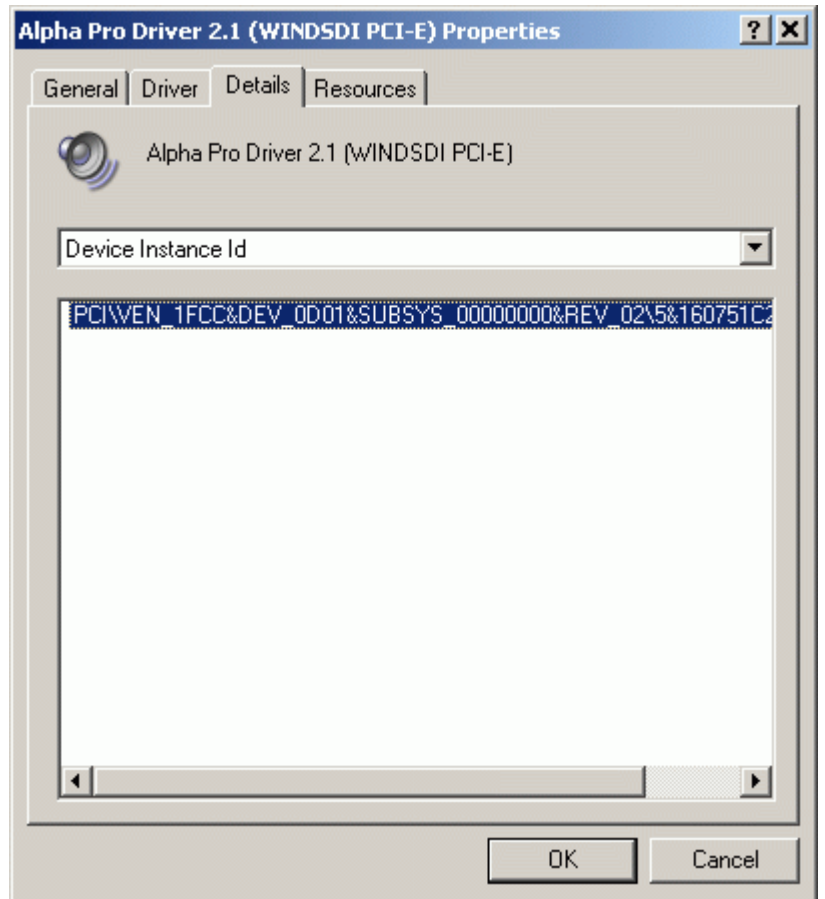 Alpha Pro Driver 2.1 (WINDSDI PCI-E) Properties
General Driver Details Resources
Alpha Pro Driver 2.1 (WINDSDI PCI-E)
Device Instance Id
PCI\VEN_1FCC&DEV_0D01&SUBSYS_00000000&REV_02\5&160751C2
OK Cancel